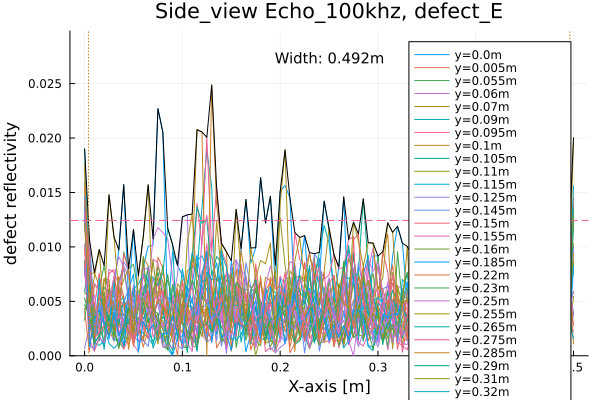 Side_view Echo_100khz, defect_E
Width: 0.492m
defect reflectivity
0.025
0.020
0.015
0.010
0.005
0.000
0.0
0.1
0.2
0.3
.5
X-axis [m]
y=0.0m
y=0.005m
y=0.055m
y=0.06m
y=0.07m
y=0.09m
y=0.095m
y=0.1m
y=0.105m
y=0.11m
y=0.115m
y=0.125m
y=0.145m
y=0.15m
y=0.155m
y=0.16m
y=0.185m
y=0.22m
y=0.23m
y=0.25m
y=0.255m
y=0.265m
y=0.275m
y=0.285m
y=0.29m
y=0.31m
y=0.32m